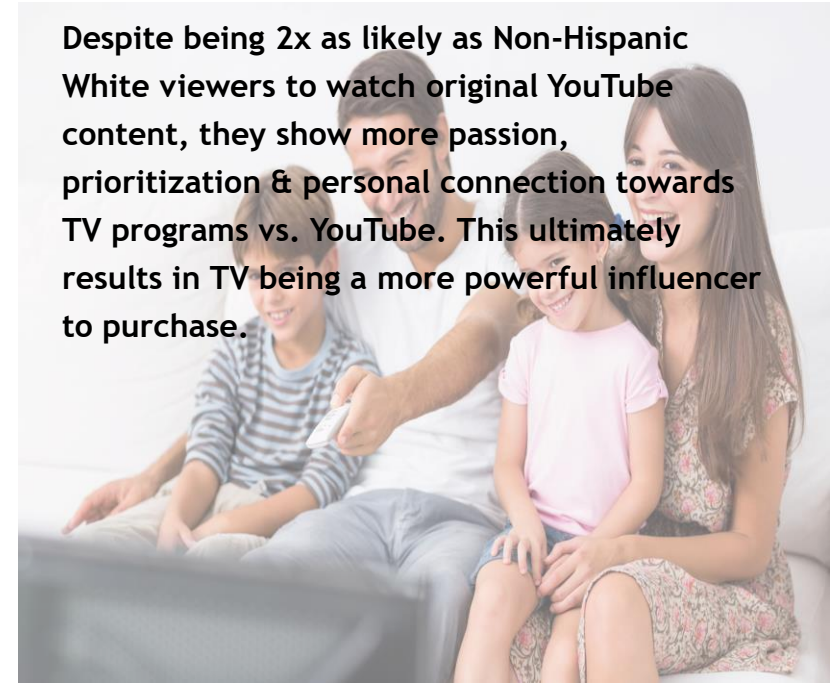 Despite being 2x as likely as Non-Hispanic
White viewers to watch original YouTube
content, they show more passion,
prioritization & personal connection towards
TV programs vs. YouTube. This ultimately
results in TV being a more powerful influencer
to purchase.